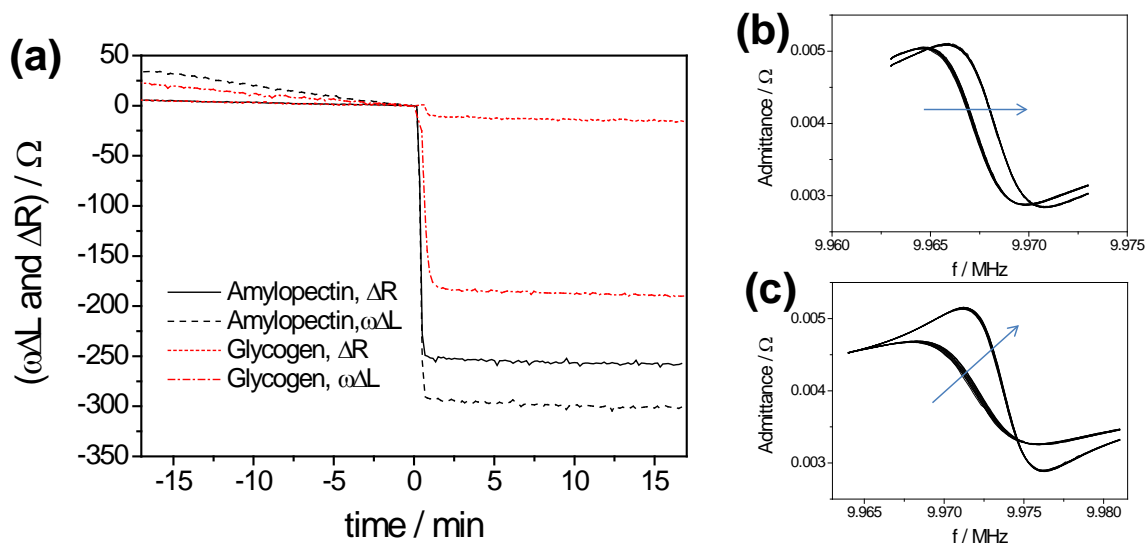 (a)
(ωΔL and ΔR) / Ω
50
0
-50
-100
-150
-200
-250
-300
-350
Amylopectin, ΔR
Amylopectin,ωΔL
Glycogen, ΔR
Glycogen, ωΔL
-15 -10 -5 0 5 10 15
time / min
(b)
Admittance / Ω
0.005
0.004
0.003
9.960 9.965 9.970 9.975
f / MHz
(c)
Admittance / Ω
0.005
0.004
0.003
9.965 9.970 9.975 9.980
f / MHz